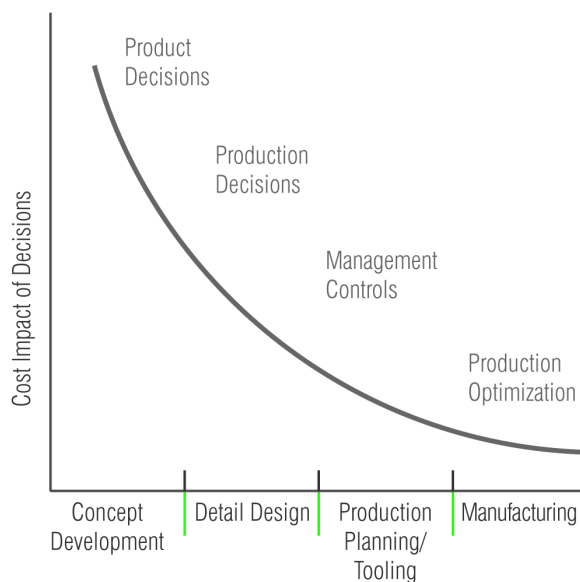 Product
Decisions
Production
Decisions
Management
Controls
Production
Optimization
Cost Impact of Decisions
Concept
Development
Detail Design
Production
Planning/
Tooling
Manufacturing